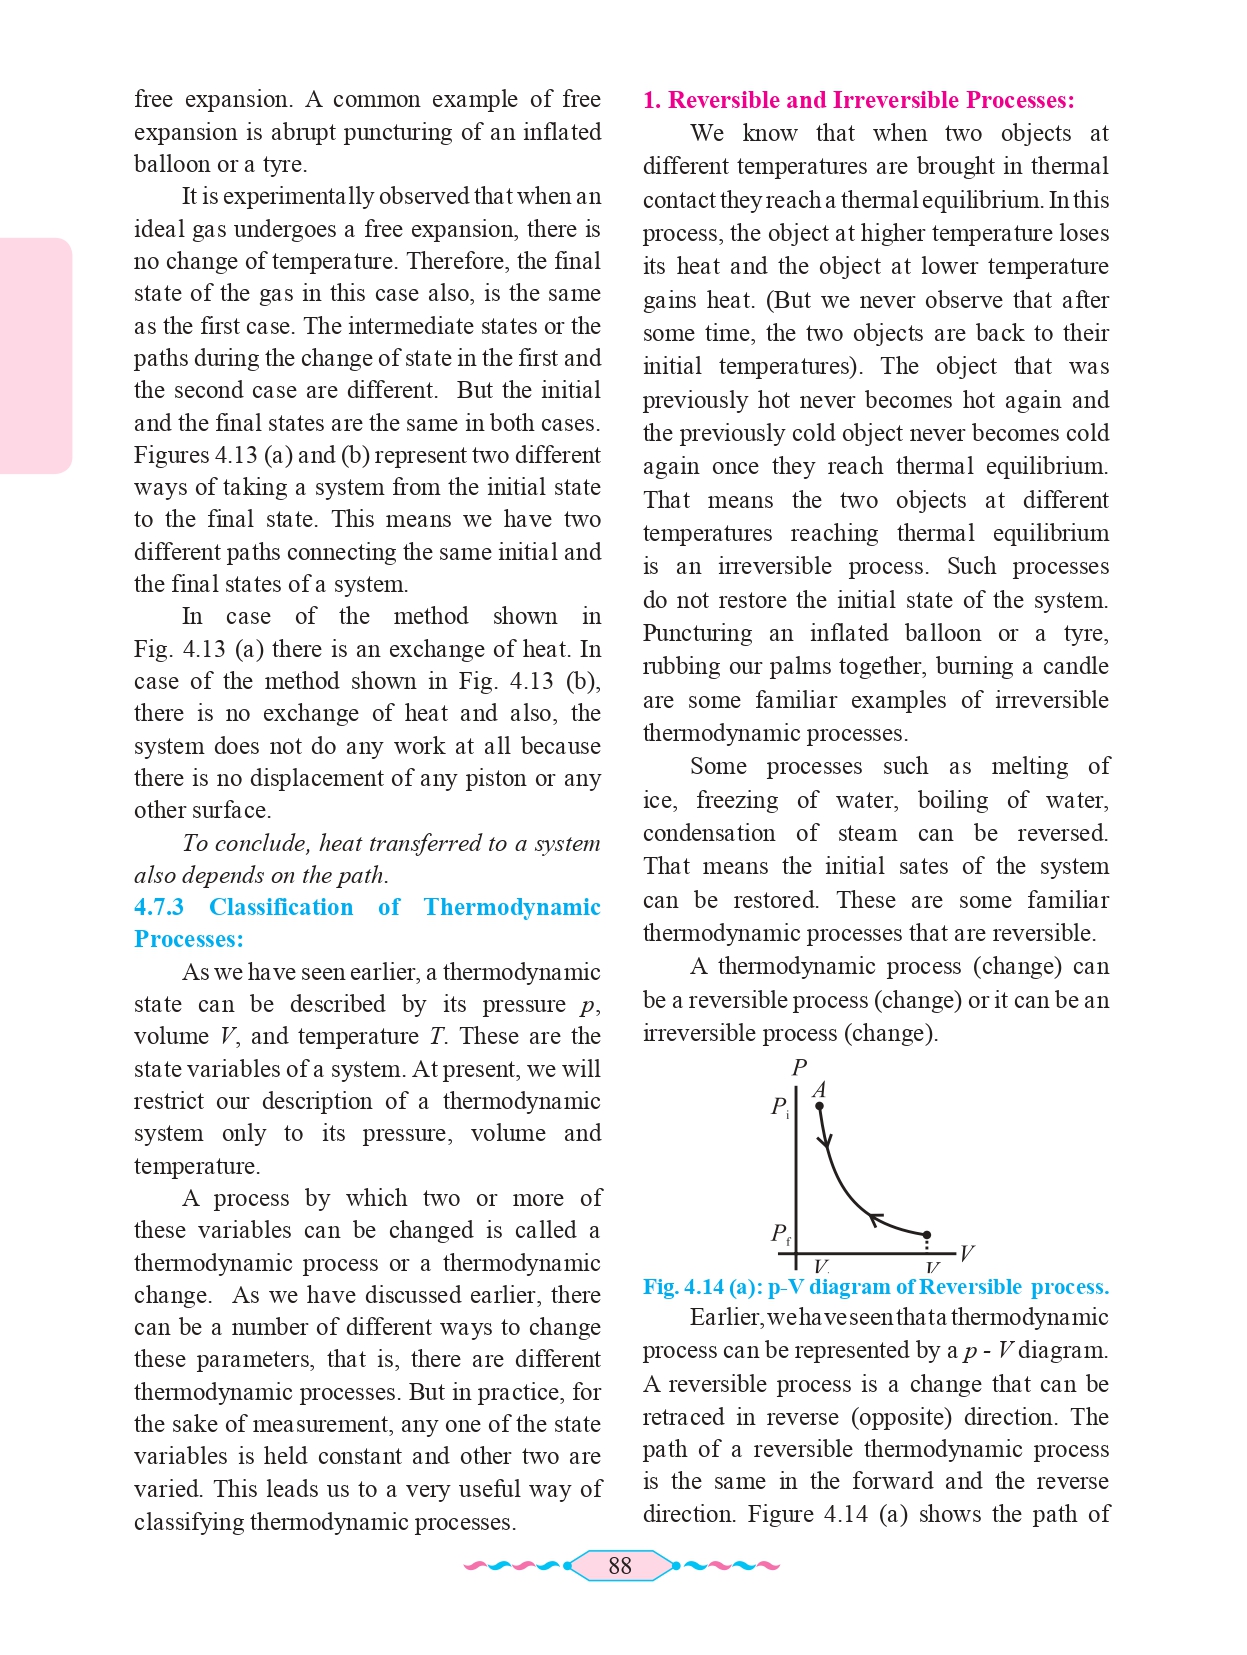 free expansion. A common example of free
expansion is abrupt puncturing of an inflated
balloon or a tyre.
It is experimentally observed that when an
ideal gas undergoes a free expansion, there is
no change of temperature. Therefore, the final
state of the gas in this case also, is the same
as the first case. The intermediate states or the
paths during the change of state in the first and
the second case are different. But the initial
and the final states are the same in both cases.
Figures 4.13 (a) and (b) represent two different
ways of taking a system from the initial state
to the final state. This means we have two
different paths connecting the same initial and
the final states of a system.
In case of the method shown in
Fig. 4.13 (a) there is an exchange of heat. In
case of the method shown in Fig. 4.13 (b),
there is no exchange of heat and also, the
system does not do any work at all because
there is no displacement of any piston or any
other surface.
To conclude, heat transferred to a system
also depends on the path.
4.7.3 Classification of Thermodynamic
Processes:
As we have seen earlier, a thermodynamic
state can be described by its pressure p,
volume V, and temperature T. These are the
state variables of a system. At present, we will
restrict our description of a thermodynamic
system only to its pressure, volume and
temperature.
A process by which two or more of
these variables can be changed is called a
thermodynamic process or a thermodynamic
change. As we have discussed earlier, there
can be a number of different ways to change
these parameters, that is, there are different
thermodynamic processes. But in practice, for
the sake of measurement, any one of the state
variables is held constant and other two are
varied. This leads us to a very useful way of
classifying thermodynamic processes.
1. Reversible and Irreversible Processes:
We know that when two objects at
different temperatures are brought in thermal
contact they reach a thermal equilibrium. In this
process, the object at higher temperature loses
its heat and the object at lower temperature
gains heat. (But we never observe that after
some time, the two objects are back to their
initial temperatures). The object that was
previously hot never becomes hot again and
the previously cold object never becomes cold
again once they reach thermal equilibrium.
That means the two objects at different
temperatures reaching thermal equilibrium
is an irreversible process. Such processes
do not restore the initial state of the system.
Puncturing an inflated balloon or a tyre,
rubbing our palms together, burning a candle
are some familiar examples of irreversible
thermodynamic processes.
Some processes such as melting of
ice, freezing of water, boiling of water,
condensation of steam can be reversed.
That means the initial sates of the system
can be restored. These are some familiar
thermodynamic processes that are reversible.
A thermodynamic process (change) can
be a reversible process (change) or it can be an
irreversible process (change).
P
A
Pi
Pf
V
V V
Fig. 4.14 (a): p-V diagram of Reversible process.
Earlier, we have seen that a thermodynamic
process can be represented by a p - V diagram.
A reversible process is a change that can be
retraced in reverse (opposite) direction. The
path of a reversible thermodynamic process
is the same in the forward and the reverse
direction. Figure 4.14 (a) shows the path of
88